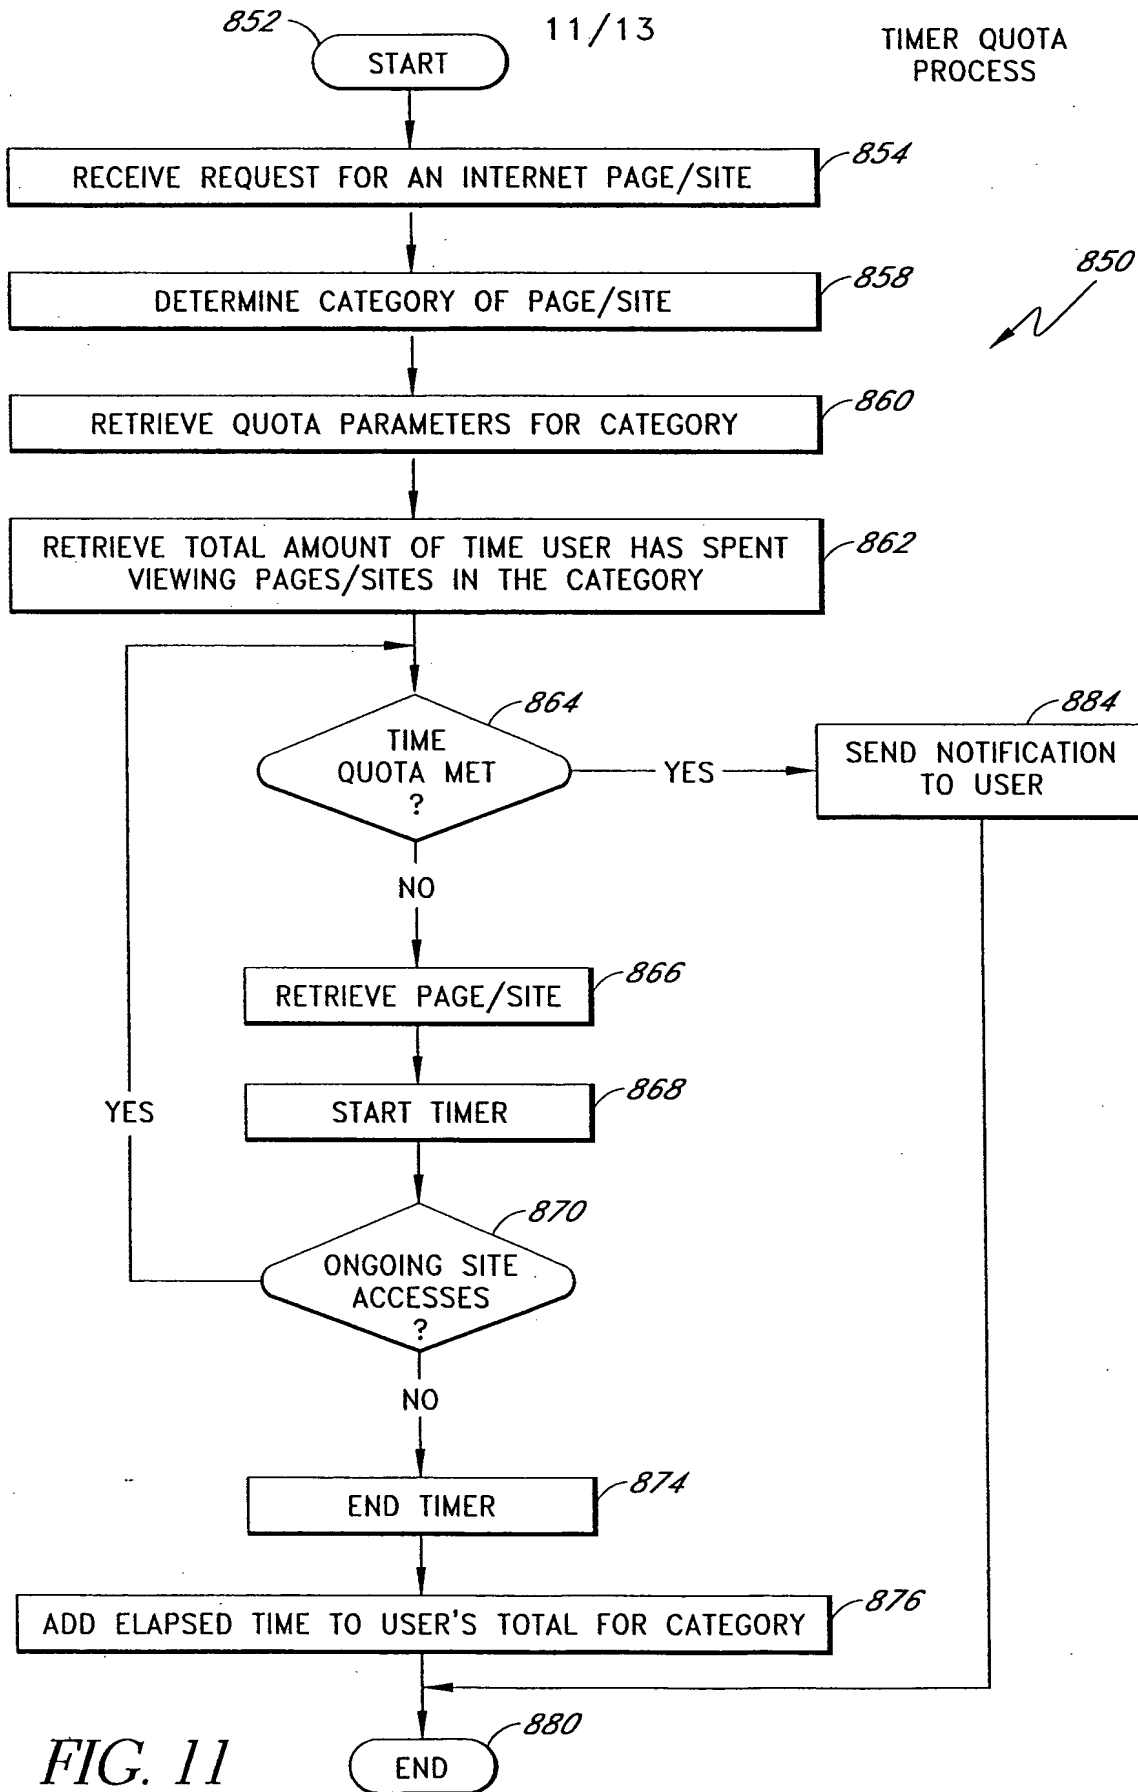 11/13
TIMER QUOTA
PROCESS
852
START
854
RECEIVE REQUEST FOR AN INTERNET PAGE/SITE
858
DETERMINE CATEGORY OF PAGE/SITE
850
860
RETRIEVE QUOTA PARAMETERS FOR CATEGORY
862
RETRIEVE TOTAL AMOUNT OF TIME USER HAS SPENT
VIEWING PAGES/SITES IN THE CATEGORY
864
TIME
QUOTA MET
?
YES
884
SEND NOTIFICATION
TO USER
NO
866
RETRIEVE PAGE/SITE
868
START TIMER
YES
870
ONGOING SITE
ACCESSES
?
NO
874
END TIMER
876
ADD ELAPSED TIME TO USER'S TOTAL FOR CATEGORY
880
END
FIG. 11